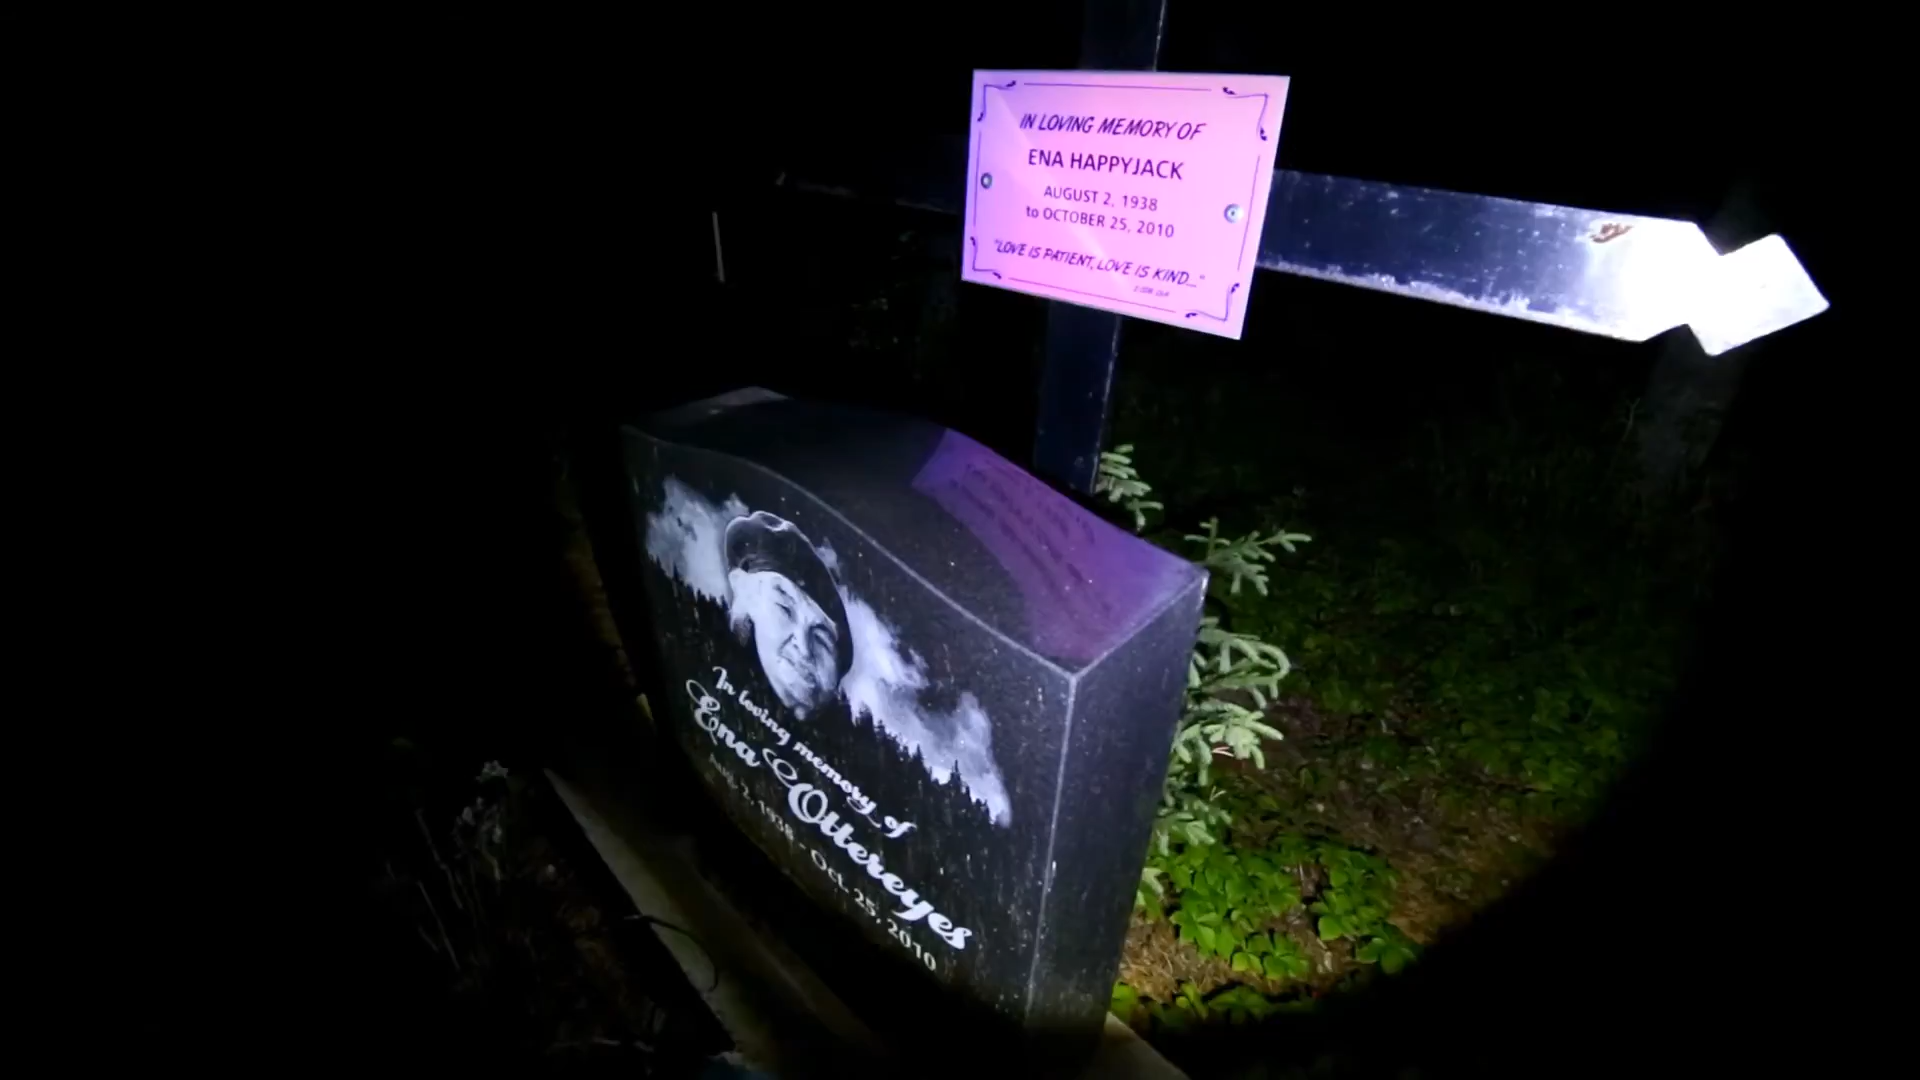 IN LOVING MEMORY OF
ENA HAPPYJACK
AUGUST 2, 1938
to OCTOBER 25, 2010
"LOVE IS PATIENT, LOVE IS KIND..."
In loving memory of
Ena Ottereyes
Aug. 2, 1938 - Oct. 25, 2010